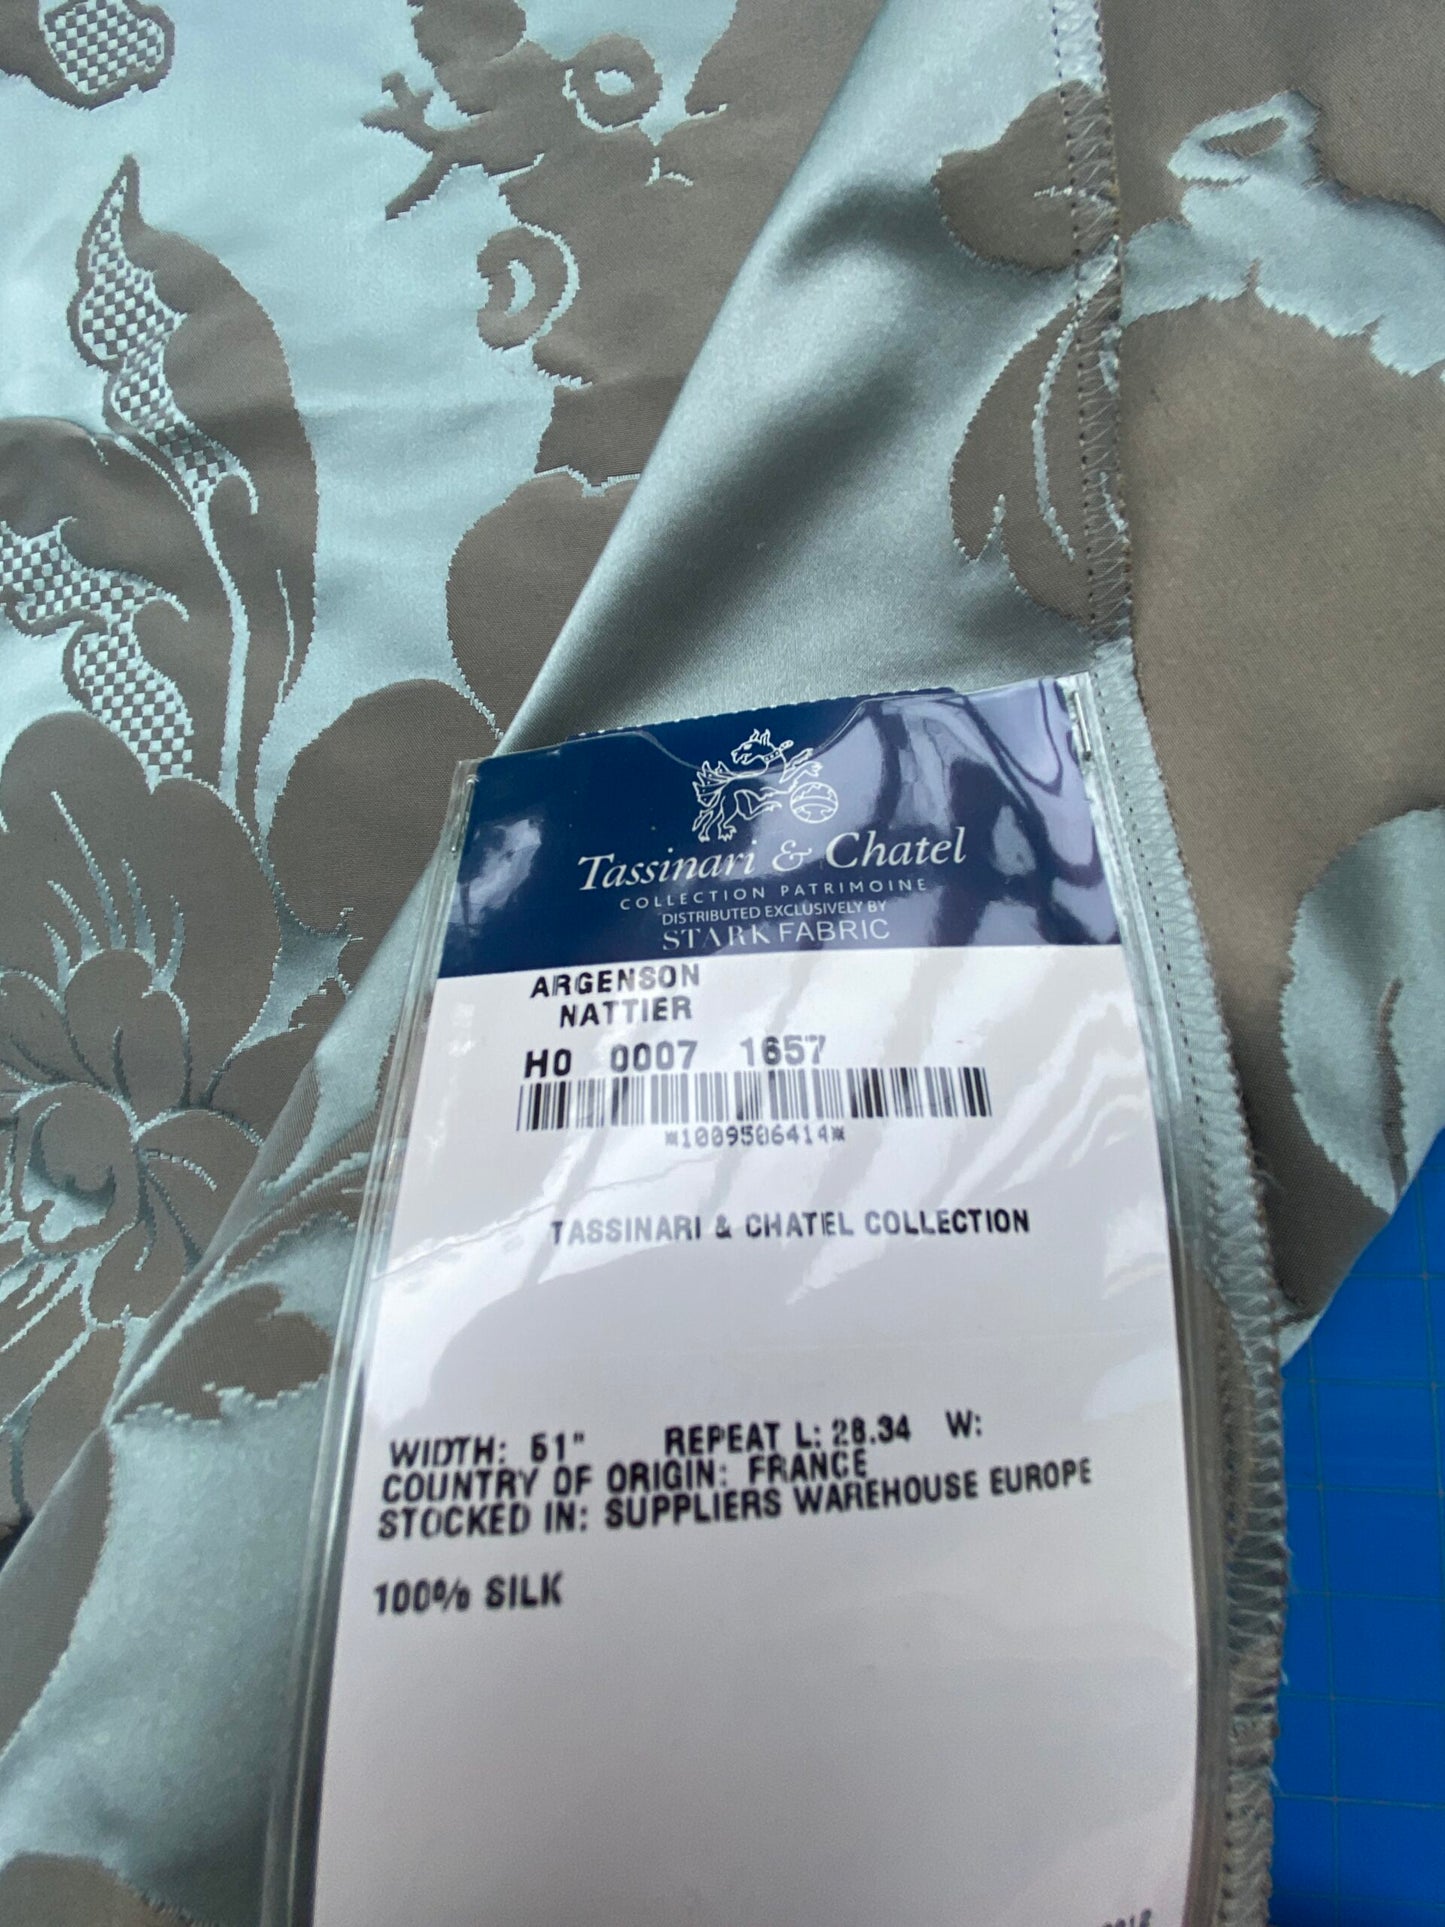 Tassinari & Chatel
COLLECTION PATRIMOINE
DISTRIBUTED EXCLUSIVELY BY
STARK FABRIC
ARGENSON
NATTIER
H0 0007 1657
*1009506414*
TASSINARI & CHATEL COLLECTION
WIDTH: 51" REPEAT L: 28.34 W:
COUNTRY OF ORIGIN: FRANCE
STOCKED IN: SUPPLIERS WAREHOUSE EUROPE
100% SILK